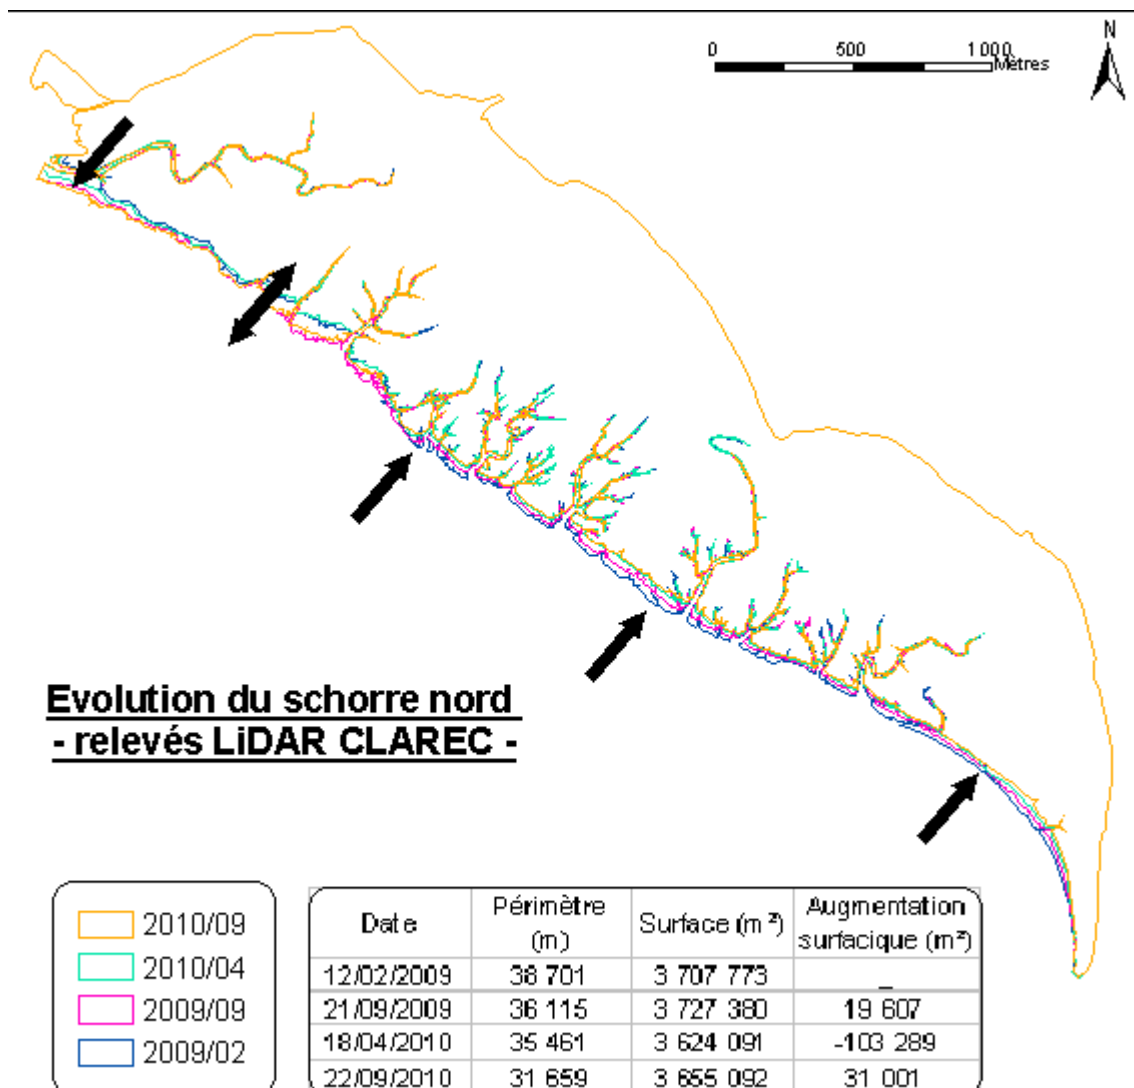 N
0 500 1 000
Mètres
Evolution du schorre nord
- relevés LiDAR CLAREC -
2010/09
2010/04
2009/09
2009/02
Date Périmètre (m) Surface (m²) Augmentation surfacique (m²)
12/02/2009 38 701 3 707 773 _
21/09/2009 36 115 3 727 380 19 607
18/04/2010 35 461 3 624 091 -103 289
22/09/2010 31 659 3 655 092 31 001